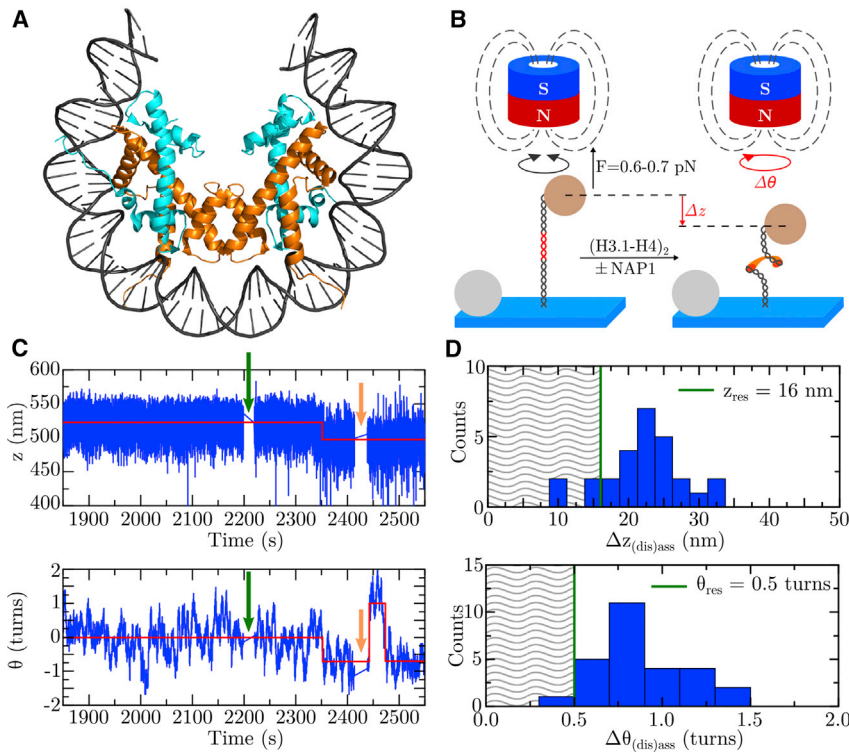 A
B
S
N
S
N
F=0.6-0.7 pN
Δθ
Δz
(H3.1-H4)₂
± NAP1
C
600
550
500
450
400
z (nm)
1900 2000 2100 2200 2300 2400 2500
Time (s)
2
1
0
-1
-2
θ (turns)
1900 2000 2100 2200 2300 2400 2500
Time (s)
D
10
5
0
Counts
z_res = 16 nm
0 10 20 30 40 50
Δz_(dis)ass (nm)
15
10
5
0
Counts
θ_res = 0.5 turns
0.0 0.5 1.0 1.5 2.0
Δθ_(dis)ass (turns)